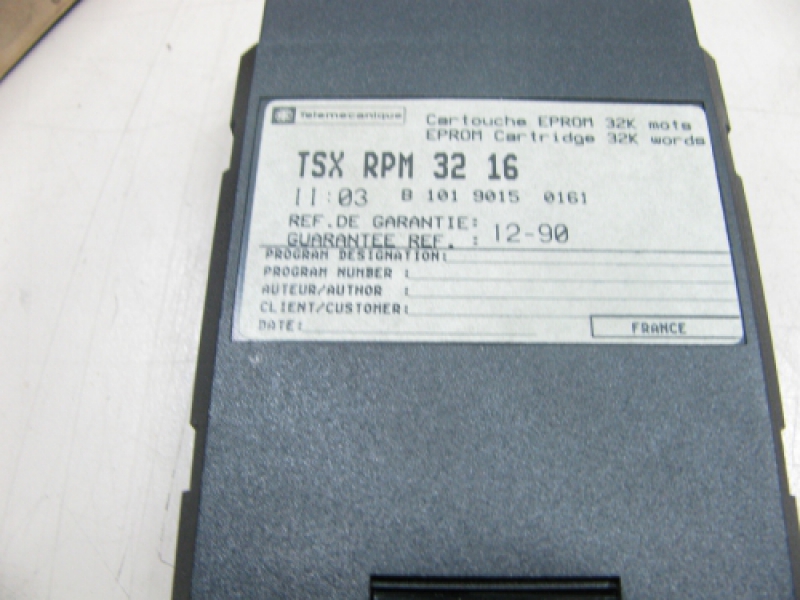 Telemecanique
Cartouche EPROM 32K mots
EPROM Cartridge 32K words
TSX RPM 32 16
11:03 B 101 9015 0161
REF.DE GARANTIE:
GUARANTEE REF. : 12-90
PROGRAM DESIGNATION:
PROGRAM NUMBER :
AUTEUR/AUTHOR :
CLIENT/CUSTOMER:
DATE:
FRANCE